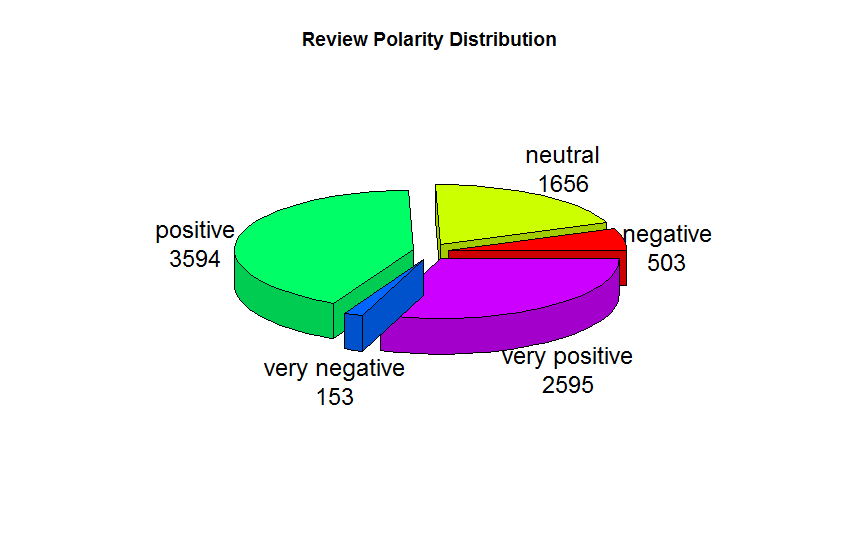 Review Polarity Distribution
neutral
1656
positive
3594
negative
503
very positive
2595
very negative
153